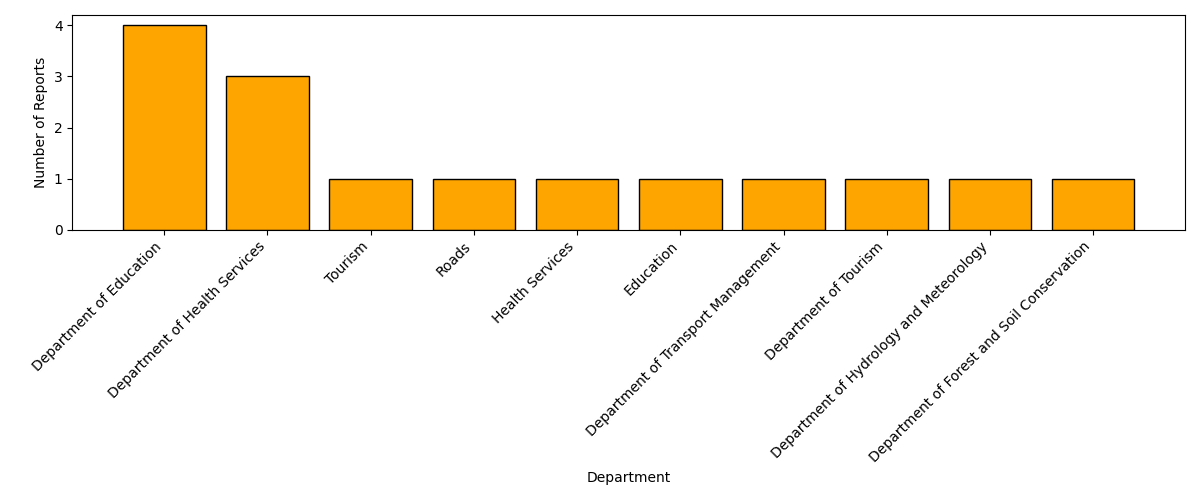 Number of Reports
4
3
2
1
0
Department of Education
Department of Health Services
Tourism
Roads
Health Services
Education
Department of Transport Management
Department of Tourism
Department of Hydrology and Meteorology
Department of Forest and Soil Conservation
Department